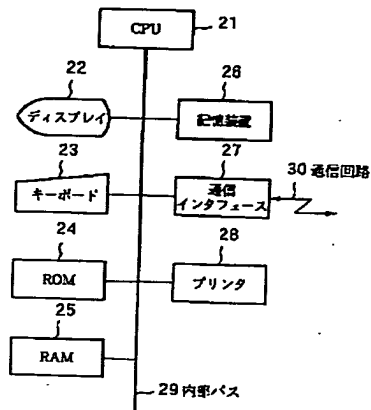 CPU
21
22
ディスプレイ
26
記憶装置
23
キーボード
27
通信
インタフェース
30 通信回路
24
ROM
28
プリンタ
25
RAM
29 内部バス